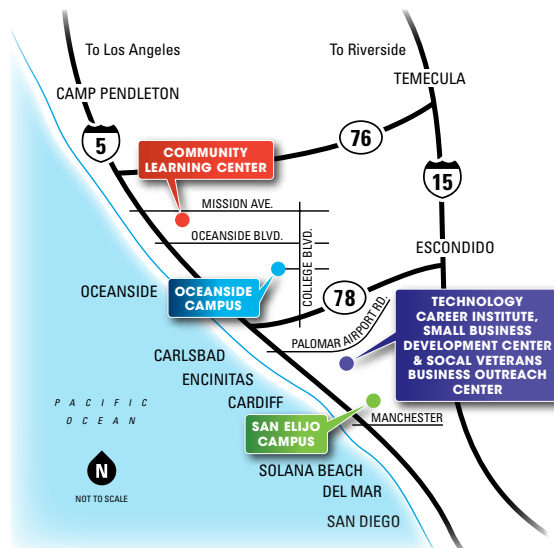 To Los Angeles
To Riverside
TEMECULA
CAMP PENDLETON
5
76
COMMUNITY
LEARNING CENTER
15
MISSION AVE.
OCEANSIDE BLVD.
COLLEGE BLVD.
ESCONDIDO
OCEANSIDE
OCEANSIDE
CAMPUS
78
PALOMAR AIRPORT RD.
TECHNOLOGY
CAREER INSTITUTE,
SMALL BUSINESS
DEVELOPMENT CENTER
& SOCAL VETERANS
BUSINESS OUTREACH
CENTER
CARLSBAD
ENCINITAS
CARDIFF
PACIFIC
OCEAN
SAN ELIJO
CAMPUS
MANCHESTER
N
NOT TO SCALE
SOLANA BEACH
DEL MAR
SAN DIEGO